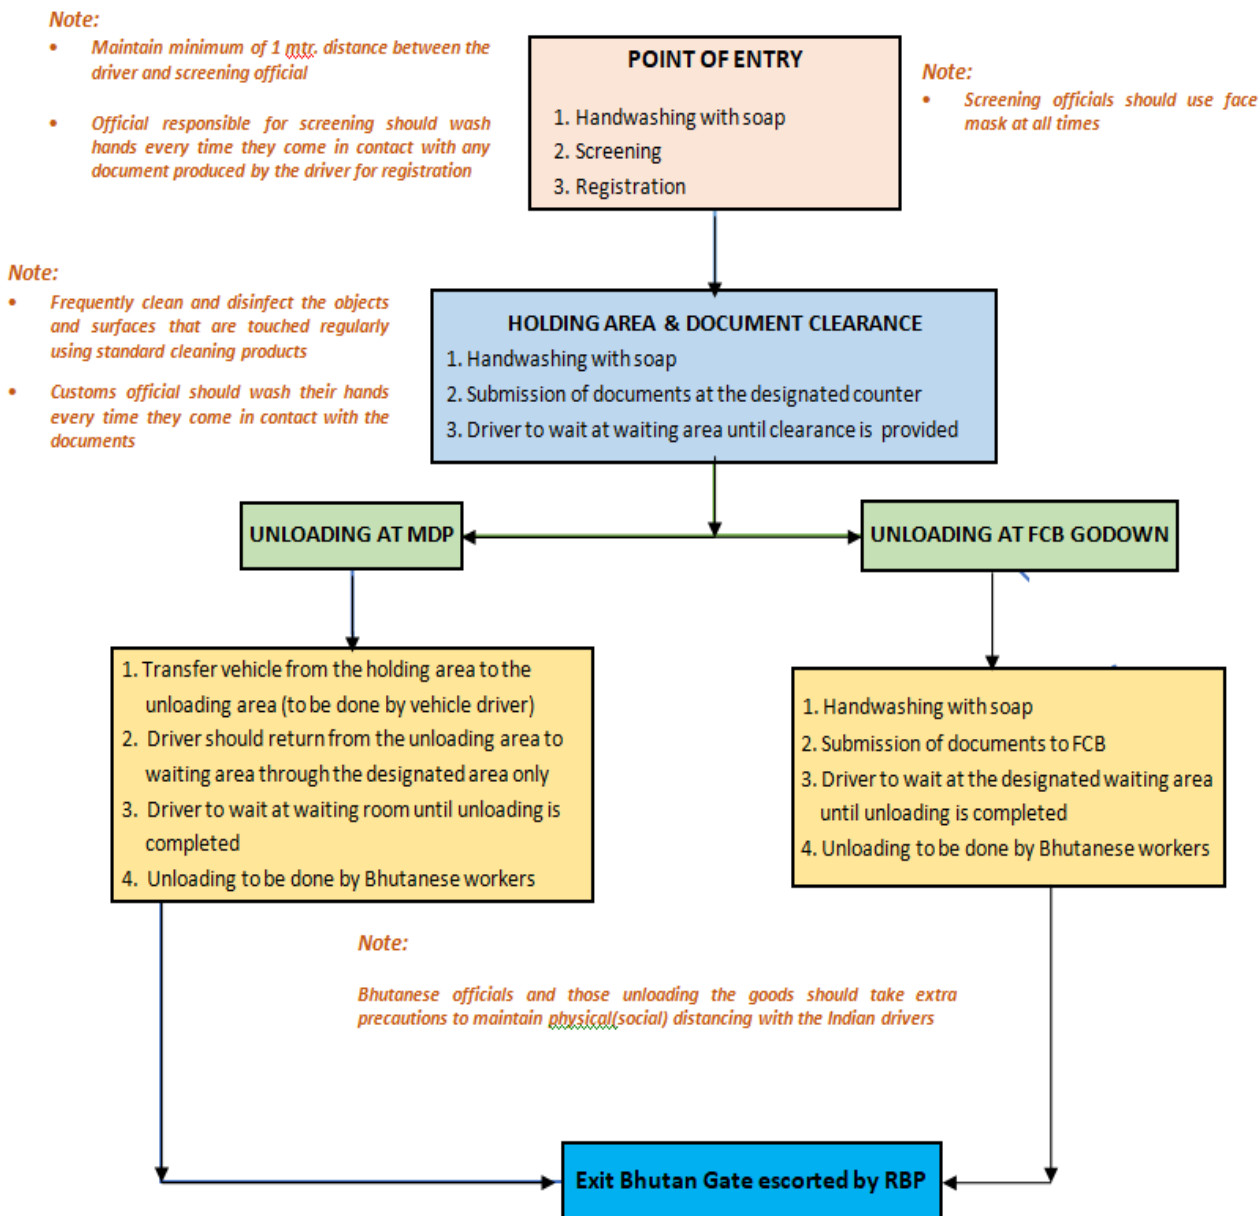 Note:
• Maintain minimum of 1 mtr. distance between the
driver and screening official
• Official responsible for screening should wash
hands every time they come in contact with any
document produced by the driver for registration
POINT OF ENTRY
1. Handwashing with soap
2. Screening
3. Registration
Note:
• Screening officials should use face
mask at all times
Note:
• Frequently clean and disinfect the objects
and surfaces that are touched regularly
using standard cleaning products
• Customs official should wash their hands
every time they come in contact with the
documents
HOLDING AREA & DOCUMENT CLEARANCE
1. Handwashing with soap
2. Submission of documents at the designated counter
3. Driver to wait at waiting area until clearance is provided
UNLOADING AT MDP
UNLOADING AT FCB GODOWN
1. Transfer vehicle from the holding area to the
unloading area (to be done by vehicle driver)
2. Driver should return from the unloading area to
waiting area through the designated area only
3. Driver to wait at waiting room until unloading is
completed
4. Unloading to be done by Bhutanese workers
1. Handwashing with soap
2. Submission of documents to FCB
3. Driver to wait at the designated waiting area
until unloading is completed
4. Unloading to be done by Bhutanese workers
Note:
Bhutanese officials and those unloading the goods should take extra
precautions to maintain physical(social) distancing with the Indian drivers
Exit Bhutan Gate escorted by RBP